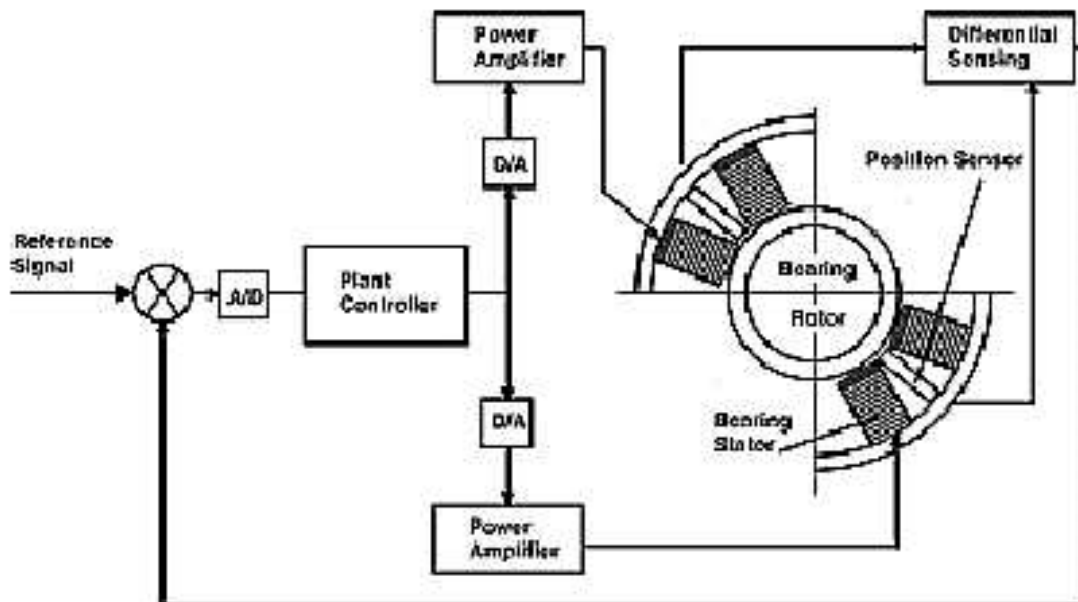 Power
Amplifier
Differential
Sensing
D/A
Position Sensor
Reference
Signal
A/D
Plant
Controller
Bearing
Rotor
D/A
Bearing
Stator
Power
Amplifier